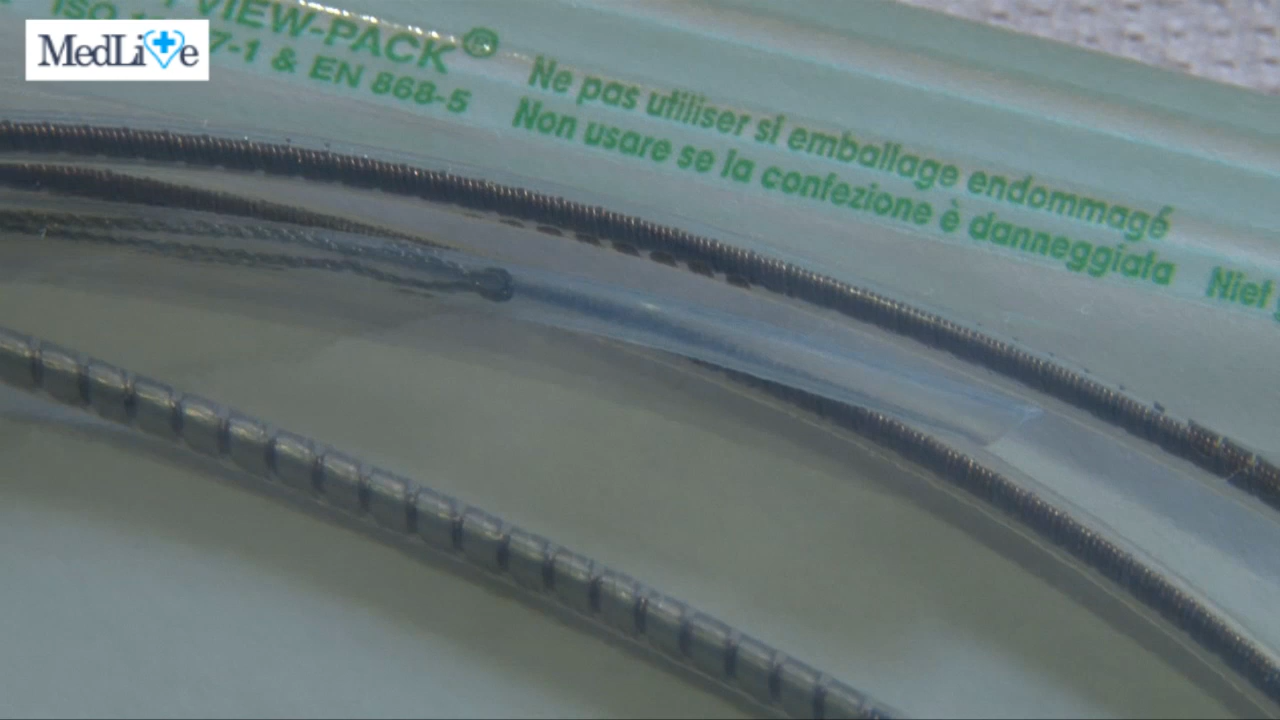 MedLive
VIEW-PACK®
ISO 7-1 & EN 868-5
Ne pas utiliser si emballage endommagé
Non usare se la confezione è danneggiata Niet